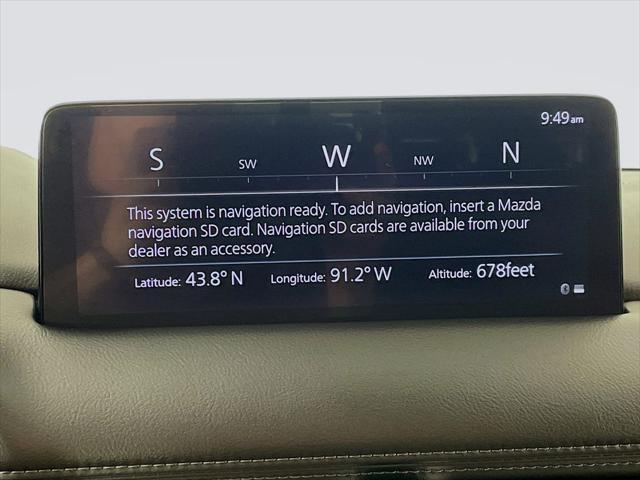 9:49am
S SW W NW N
This system is navigation ready. To add navigation, insert a Mazda
navigation SD card. Navigation SD cards are available from your
dealer as an accessory.
Latitude: 43.8° N Longitude: 91.2° W Altitude: 678feet